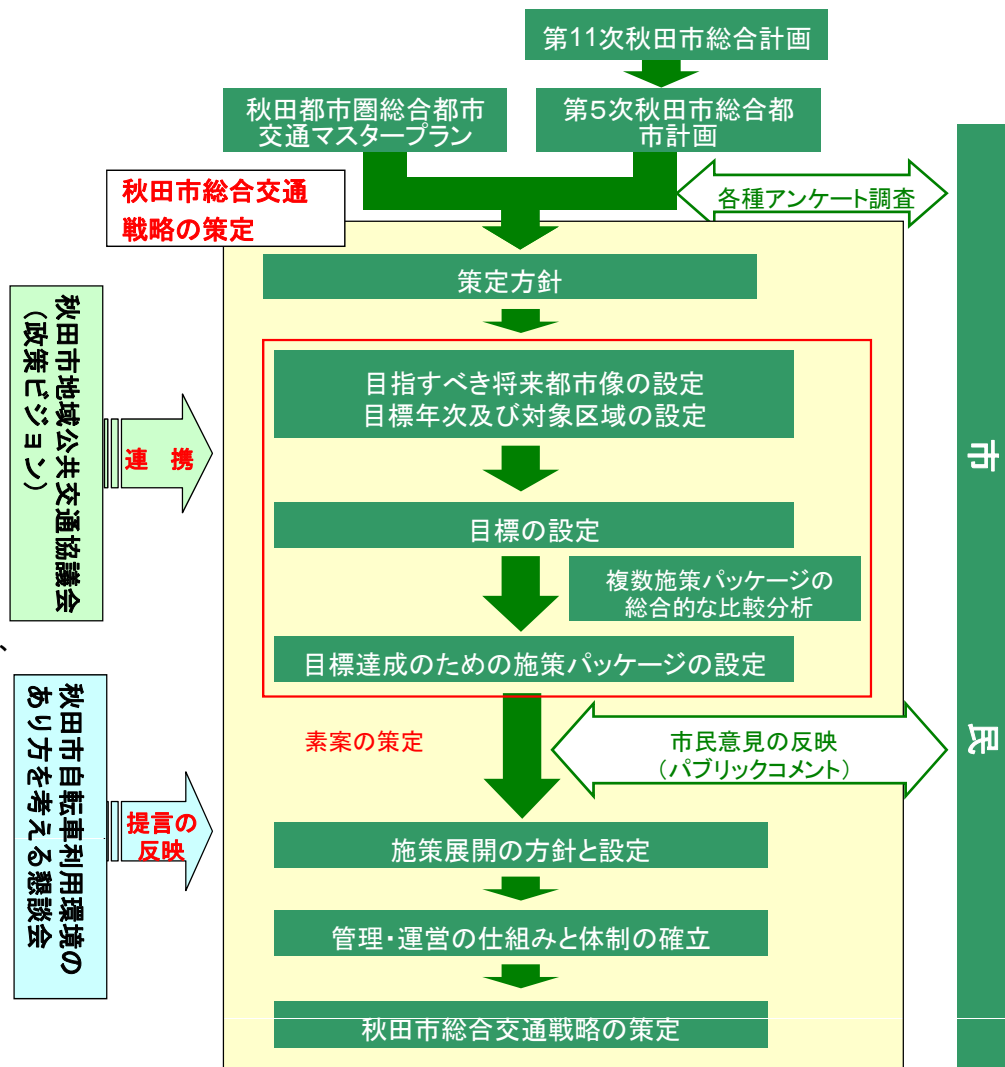 第11次秋田市総合計画
秋田都市圏総合都市
交通マスタープラン
第5次秋田市総合都
市計画
秋田市総合交通
戦略の策定
各種アンケート調査
策定方針
目指すべき将来都市像の設定
目標年次及び対象区域の設定
目標の設定
複数施策パッケージの
総合的な比較分析
目標達成のための施策パッケージの設定
素案の策定
市民意見の反映
（パブリックコメント）
施策展開の方針と設定
管理・運営の仕組みと体制の確立
秋田市総合交通戦略の策定
秋田市地域公共交通協議会
（政策ビジョン）
連 携
、
秋田市自転車利用環境の
あり方を考える懇談会
提言の
反映
市 民